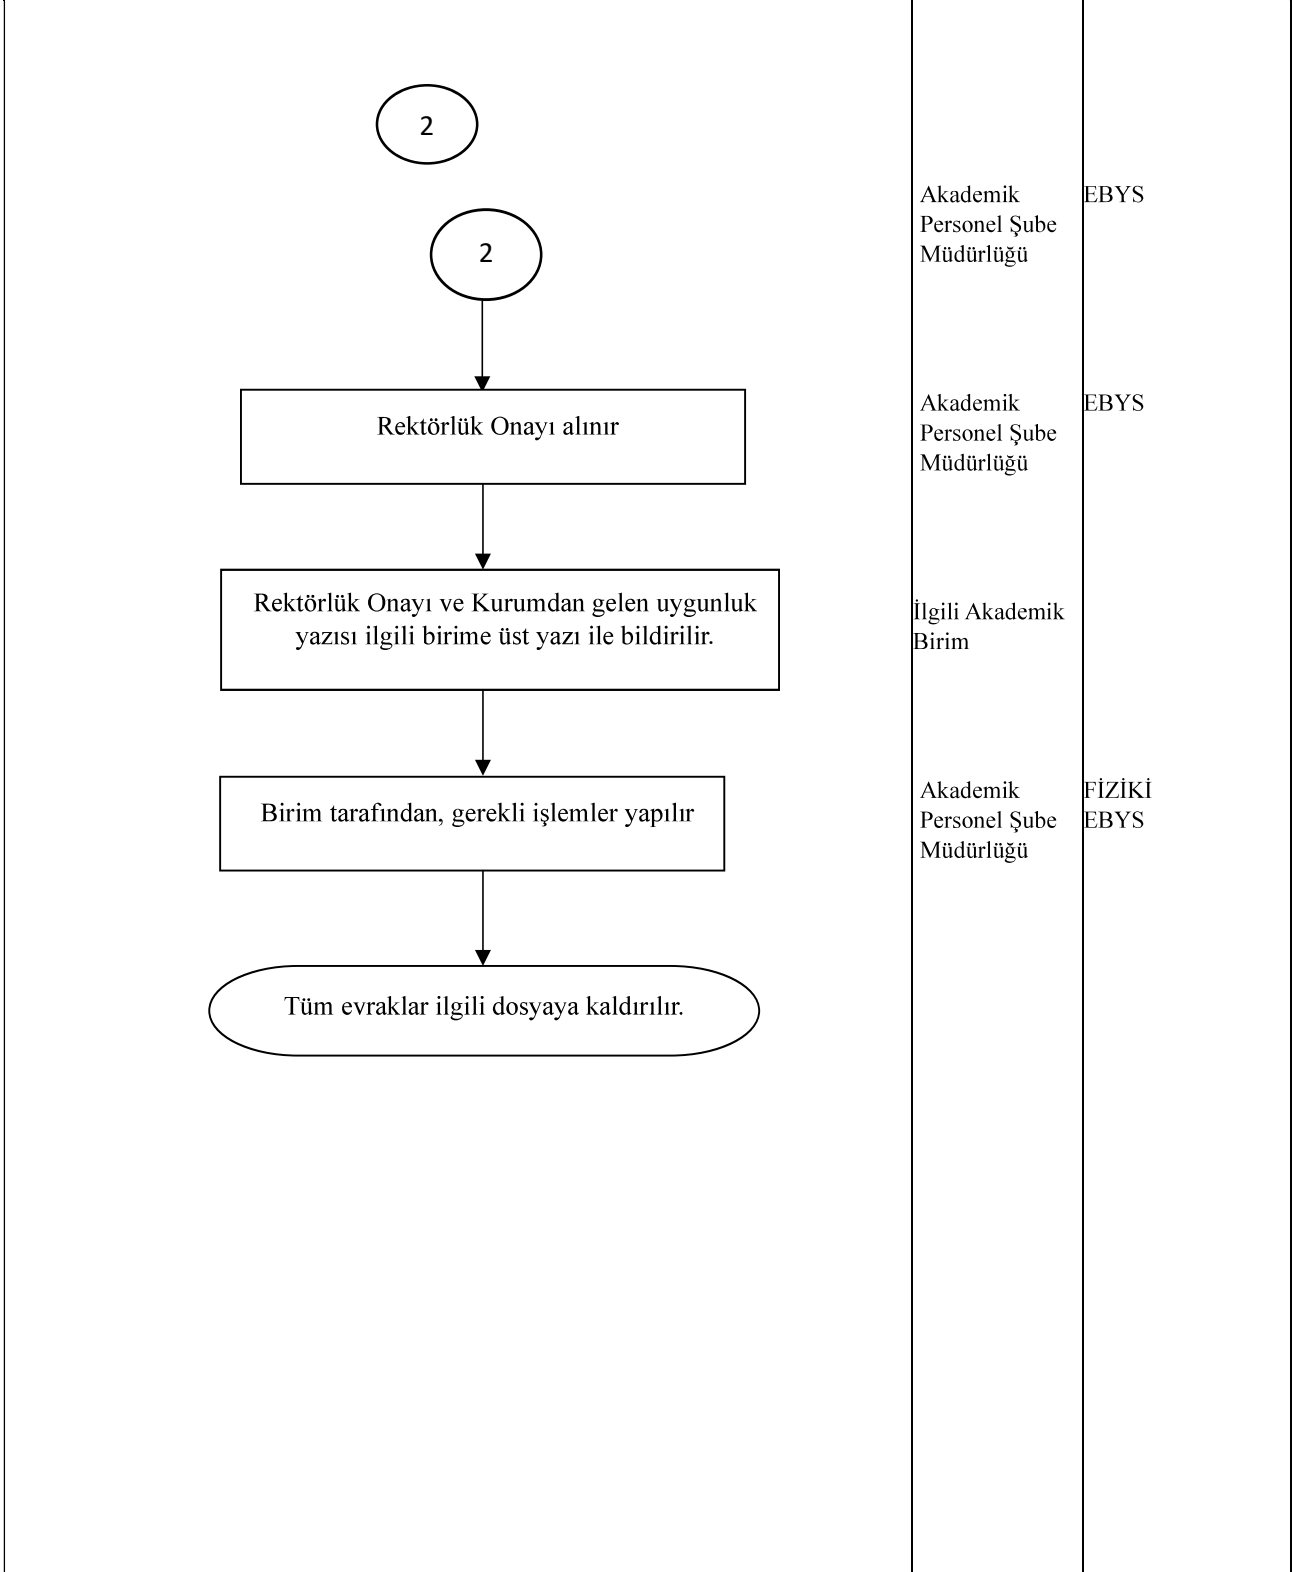 2
2
Akademik
Personel Şube
Müdürlüğü
EBYS
Rektörlük Onayı alınır
Akademik
Personel Şube
Müdürlüğü
EBYS
Rektörlük Onayı ve Kurumdan gelen uygunluk
yazısı ilgili birime üst yazı ile bildirilir.
İlgili Akademik
Birim
Birim tarafından, gerekli işlemler yapılır
Akademik
Personel Şube
Müdürlüğü
FİZİKİ
EBYS
Tüm evraklar ilgili dosyaya kaldırılır.